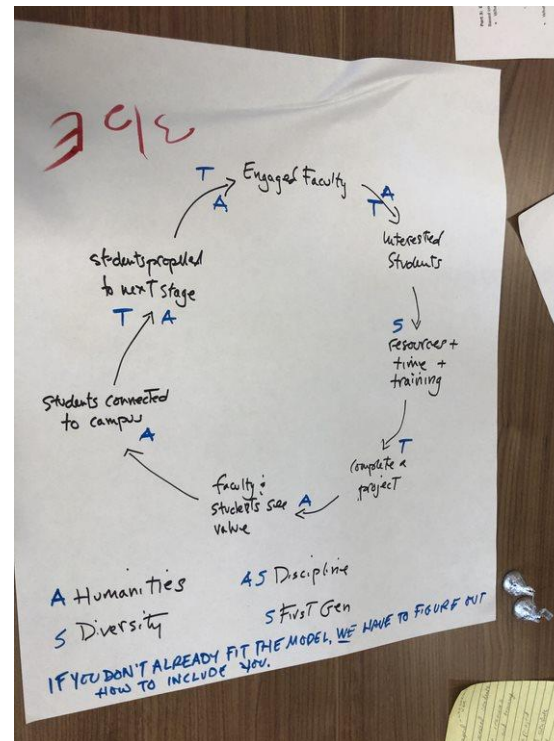 Engaged Faculty
T
A
A
T
Interested
Students
S
resources +
time +
training
T
complete a
project
A
faculty :
students see
value
A
Students connected
to campus
T A
students propelled
to next stage
A Humanities
AS Discipline
S Diversity
S First Gen
IF YOU DON'T ALREADY FIT THE MODEL, WE HAVE TO FIGURE OUT
HOW TO INCLUDE YOU.